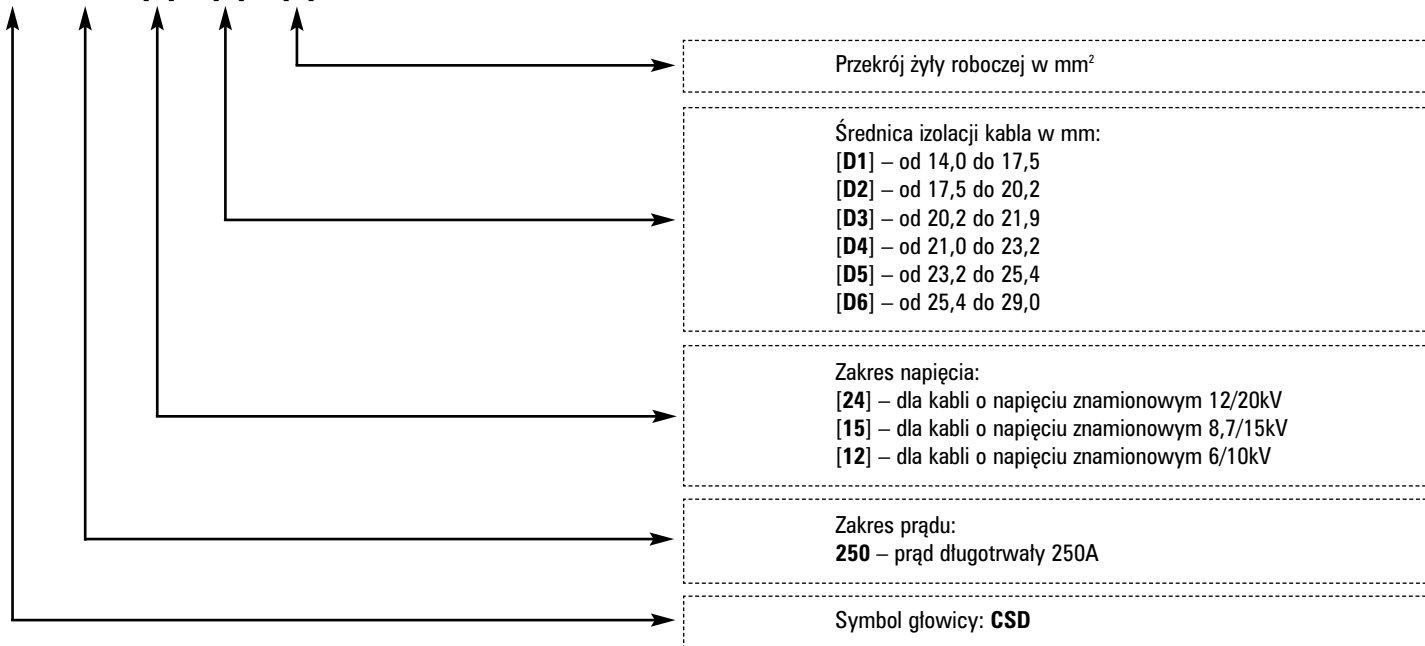 Przekrój żyły roboczej w mm²
Średnica izolacji kabla w mm:
[D1] – od 14,0 do 17,5
[D2] – od 17,5 do 20,2
[D3] – od 20,2 do 21,9
[D4] – od 21,0 do 23,2
[D5] – od 23,2 do 25,4
[D6] – od 25,4 do 29,0
Zakres napięcia:
[24] – dla kabli o napięciu znamionowym 12/20kV
[15] – dla kabli o napięciu znamionowym 8,7/15kV
[12] – dla kabli o napięciu znamionowym 6/10kV
Zakres prądu:
250 – prąd długotrwały 250A
Symbol głowicy: CSD